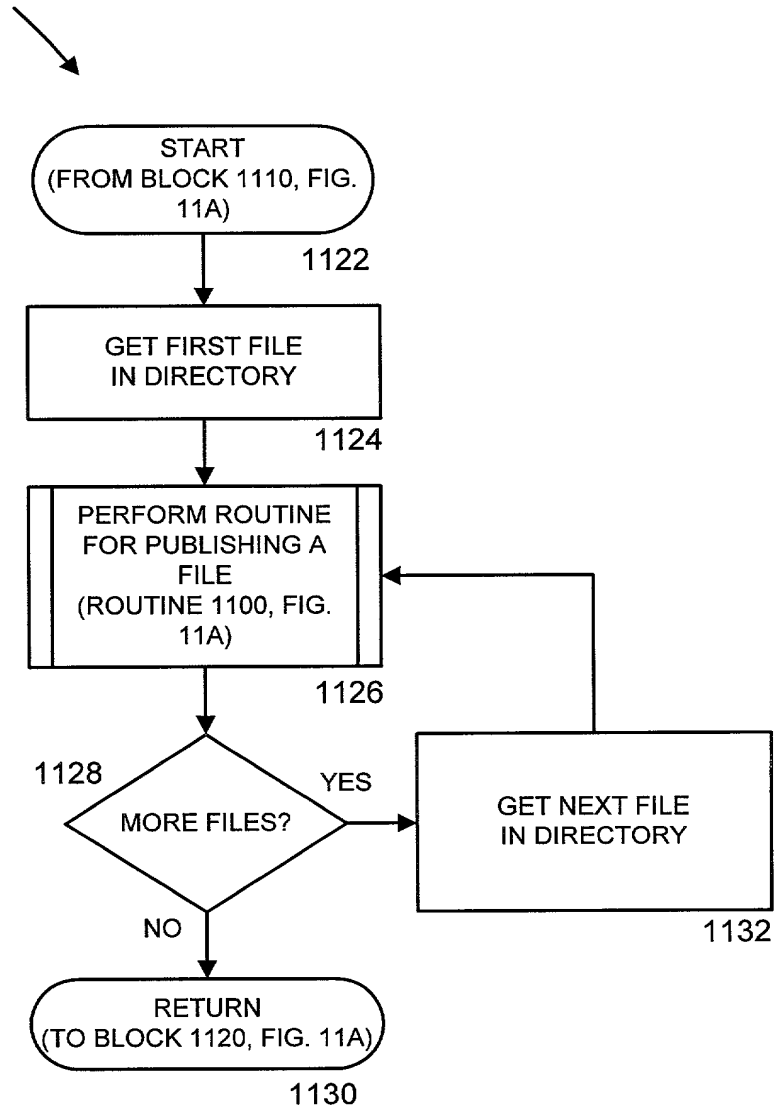 START
(FROM BLOCK 1110, FIG.
11A)
1122
GET FIRST FILE
IN DIRECTORY
1124
PERFORM ROUTINE
FOR PUBLISHING A
FILE
(ROUTINE 1100, FIG.
11A)
1126
1128
MORE FILES?
YES
GET NEXT FILE
IN DIRECTORY
1132
NO
RETURN
(TO BLOCK 1120, FIG. 11A)
1130